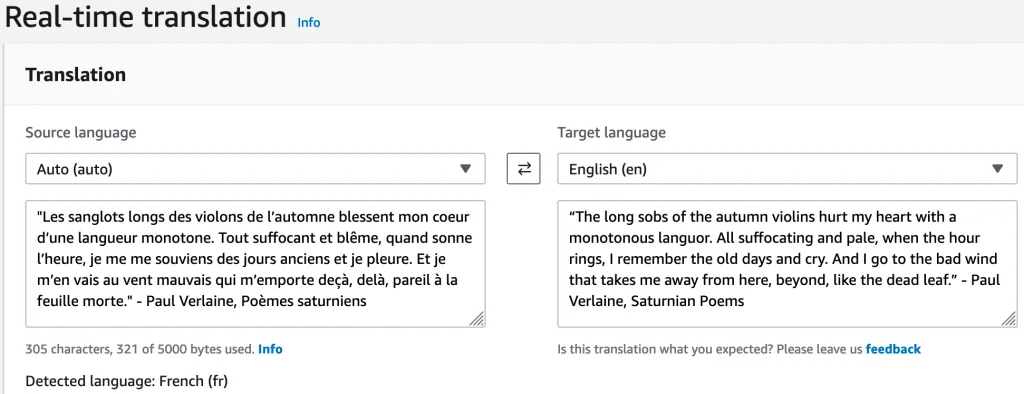 Real-time translation Info
Translation
Source language
Target language
Auto (auto)
English (en)
"Les sanglots longs des violons de l’automne blessent mon coeur
d’une langueur monotone. Tout suffocant et blême, quand sonne
l’heure, je me me souviens des jours anciens et je pleure. Et je
m’en vais au vent mauvais qui m’emporte deçà, delà, pareil à la
feuille morte." - Paul Verlaine, Poèmes saturniens
“The long sobs of the autumn violins hurt my heart with a
monotonous languor. All suffocating and pale, when the hour
rings, I remember the old days and cry. And I go to the bad wind
that takes me away from here, beyond, like the dead leaf.” - Paul
Verlaine, Saturnian Poems
305 characters, 321 of 5000 bytes used. Info
Is this translation what you expected? Please leave us feedback
Detected language: French (fr)